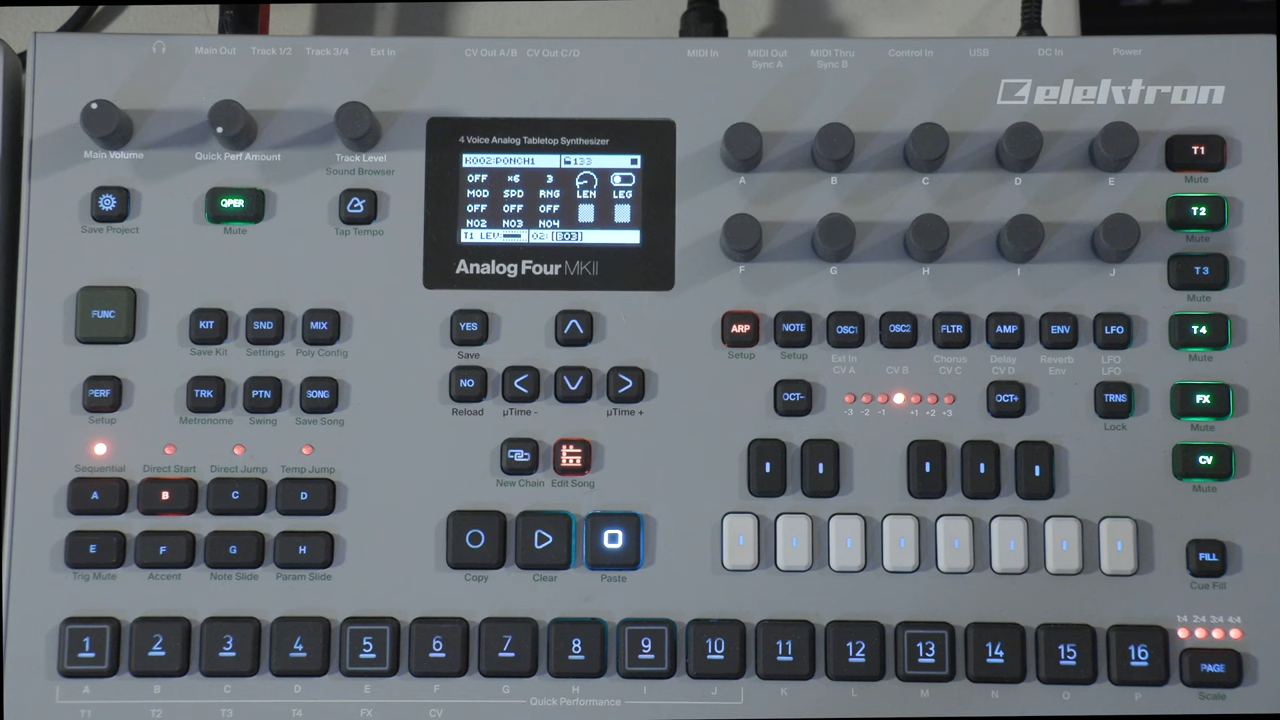 Main Out Track 1/2 Track 3/4 Ext In CV Out A/B CV Out C/D MIDI In MIDI Out MIDI Thru Control In USB DC In Power
Sync A Sync B
elektron
Main Volume Quick Perf Amount Track Level
Sound Browser
4 Voice Analog Tabletop Synthesizer
K002:PONCH1 133
OFF x6 3
MOD SPD RNG LEN LEG
OFF OFF OFF
NO2 NO3 NO4
T1 LEV: 02: [B03]
Analog Four MKII
A B C D E
F G H I J
T1
Mute
T2
Mute
T3
Mute
T4
Mute
FX
Mute
CV
Mute
QPER
Save Project Mute Tap Tempo
FUNC
KIT SND MIX
Save Kit Settings Poly Config
PERF TRK PTN SONG
Setup Metronome Swing Save Song
YES
Save
NO
Reload µTime - µTime +
New Chain Edit Song
ARP NOTE OSC1 OSC2 FLTR AMP ENV LFO
Setup Setup Ext In Chorus Delay Reverb LFO
CV A CV B CV C CV D Env LFO
OCT- OCT+ TRNS
-3 -2 -1 +1 +2 +3
Lock
Sequential Direct Start Direct Jump Temp Jump
A B C D
E F G H
Trig Mute Accent Note Slide Param Slide
Copy Clear Paste
FILL
Cue Fill
1:4 2:4 3:4 4:4
PAGE
Scale
1 2 3 4 5 6 7 8 9 10 11 12 13 14 15 16
A B C D E F G H I J K L M N O P
Quick Performance
T1 T2 T3 T4 FX CV